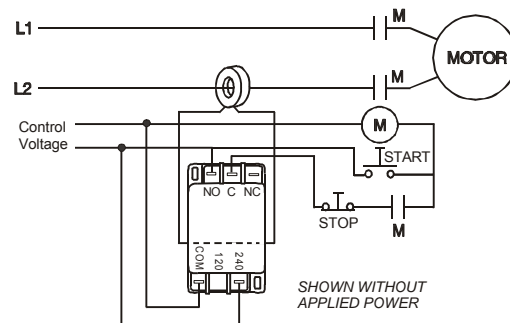 L1
M
MOTOR
L2
M
Control
Voltage
M
START
NO C NC
STOP
M
COM 120 240
SHOWN WITHOUT
APPLIED POWER